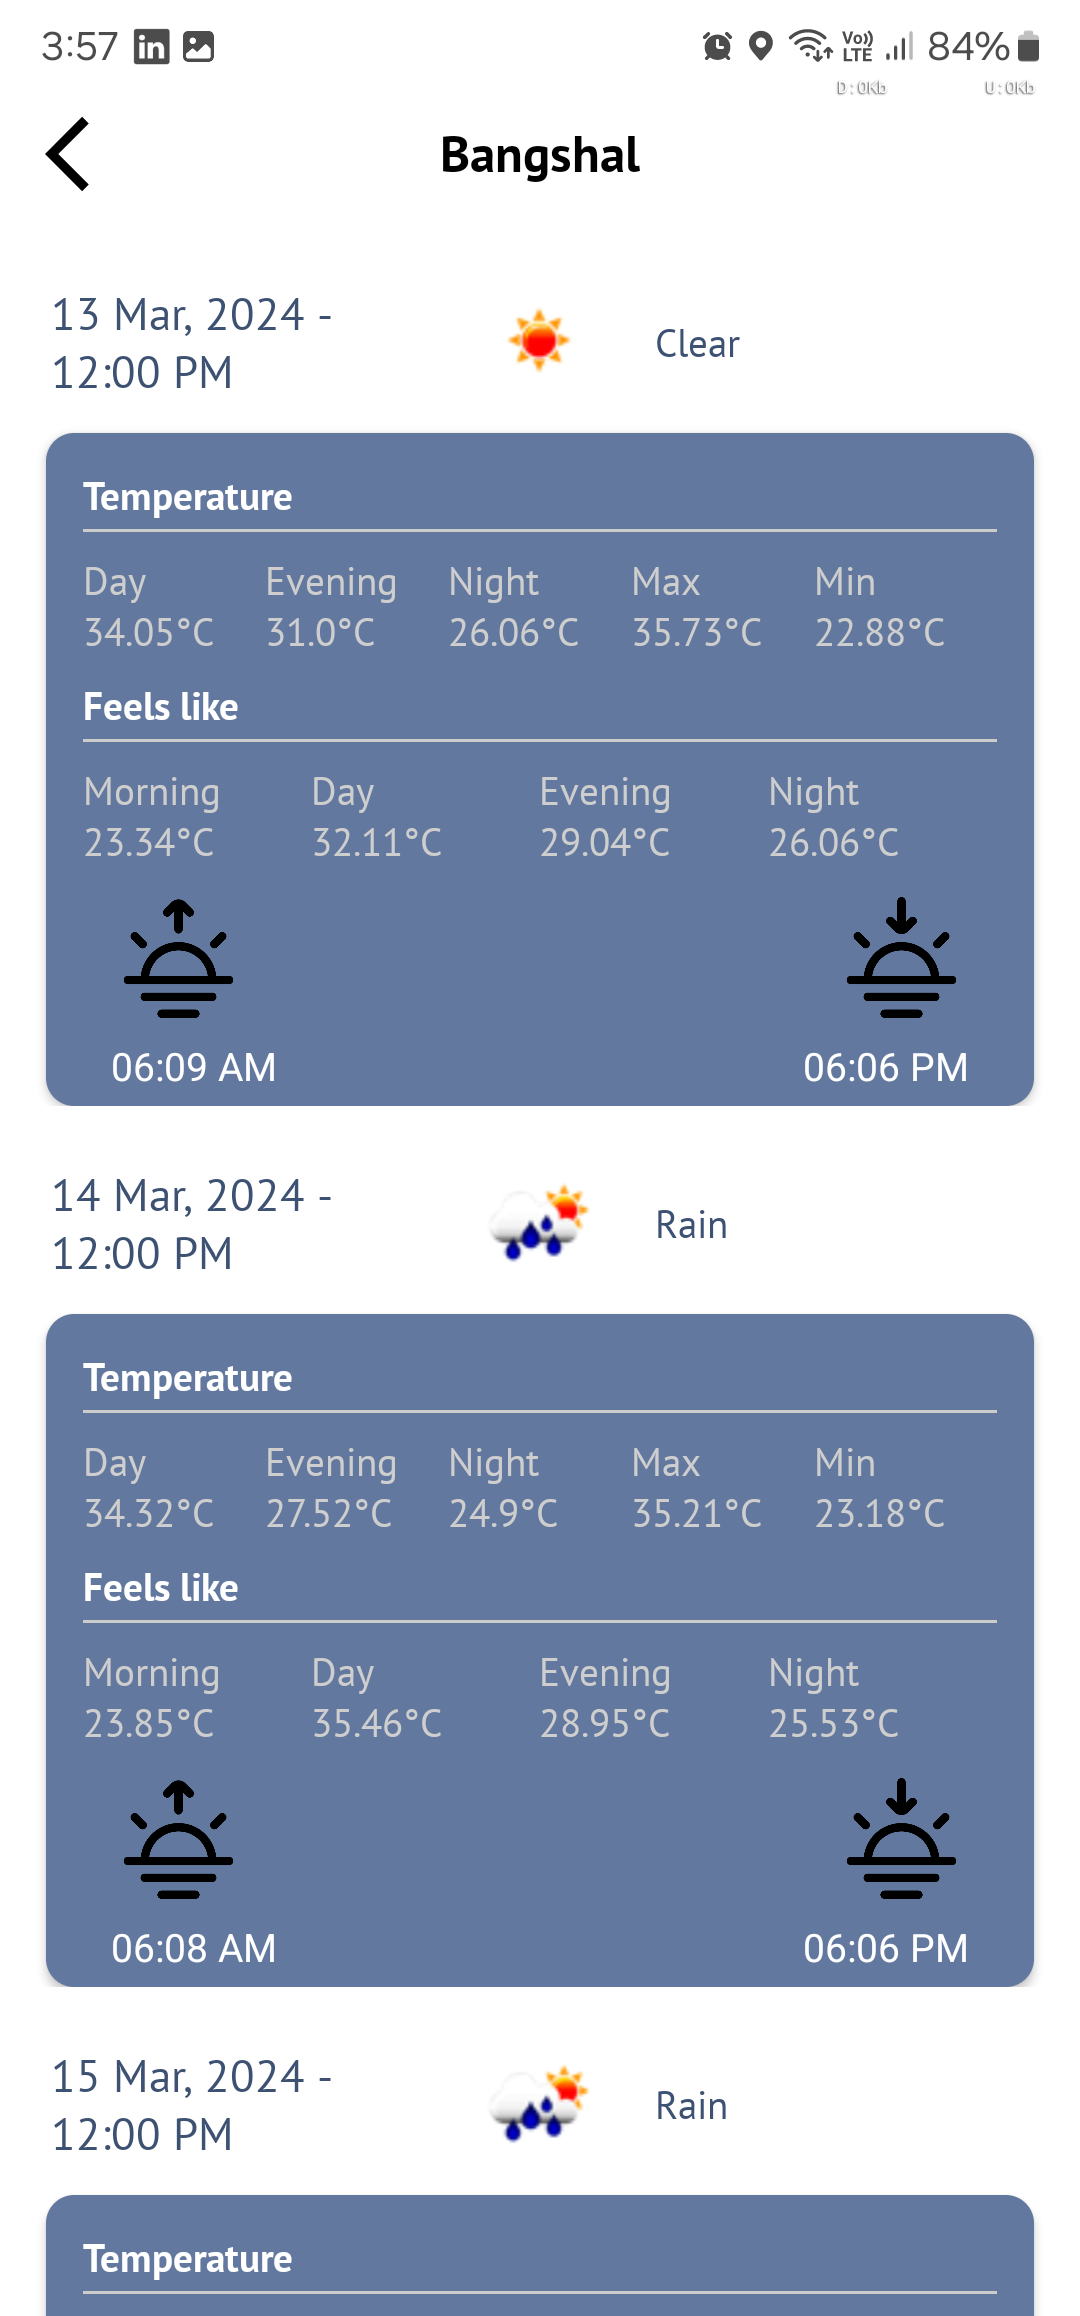 3:57 in Vo)) LTE 84%
D : 0Kb U : 0Kb
Bangshal
13 Mar, 2024 -
12:00 PM
Clear
Temperature
Day Evening Night Max Min
34.05°C 31.0°C 26.06°C 35.73°C 22.88°C
Feels like
Morning Day Evening Night
23.34°C 32.11°C 29.04°C 26.06°C
06:09 AM 06:06 PM
14 Mar, 2024 -
12:00 PM
Rain
Temperature
Day Evening Night Max Min
34.32°C 27.52°C 24.9°C 35.21°C 23.18°C
Feels like
Morning Day Evening Night
23.85°C 35.46°C 28.95°C 25.53°C
06:08 AM 06:06 PM
15 Mar, 2024 -
12:00 PM
Rain
Temperature